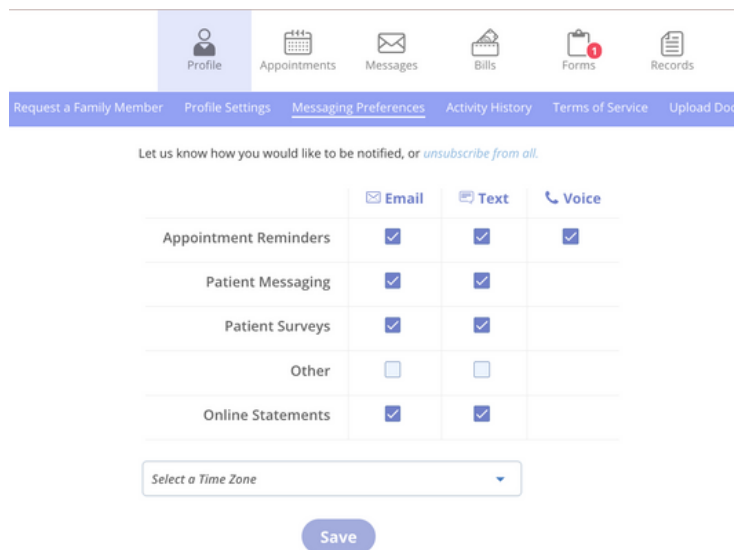 1
Profile Appointments Messages Bills Forms Records
Request a Family Member Profile Settings Messaging Preferences Activity History Terms of Service Upload
Let us know how you would like to be notified, or unsubscribe from all.
Email Text Voice
Appointment Reminders
Patient Messaging
Patient Surveys
Other
Online Statements
Select a Time Zone
Save